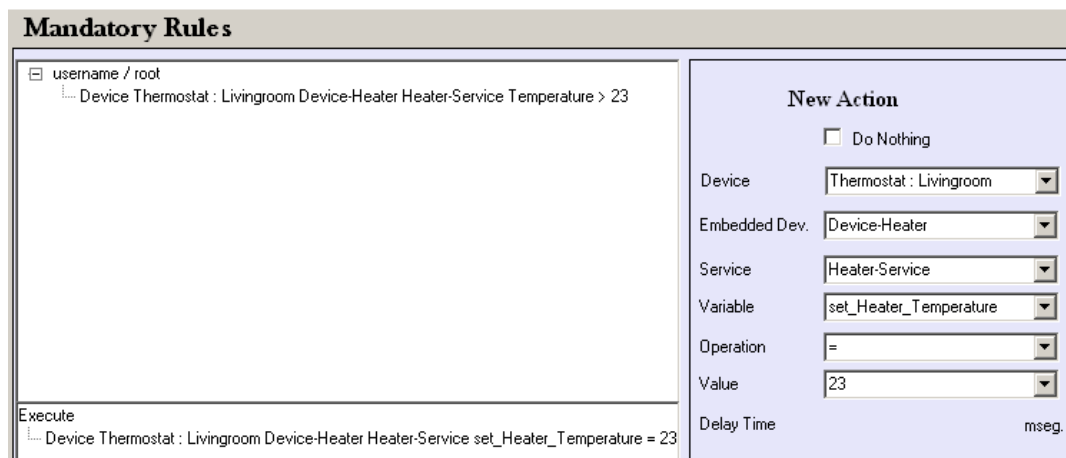 Mandatory Rules
username / root
Device Thermostat : Livingroom Device-Heater Heater-Service Temperature > 23
Execute
Device Thermostat : Livingroom Device-Heater Heater-Service set_Heater_Temperature = 23
New Action
Do Nothing
Device Thermostat : Livingroom
Embedded Dev. Device-Heater
Service Heater-Service
Variable set_Heater_Temperature
Operation =
Value 23
Delay Time mseg.